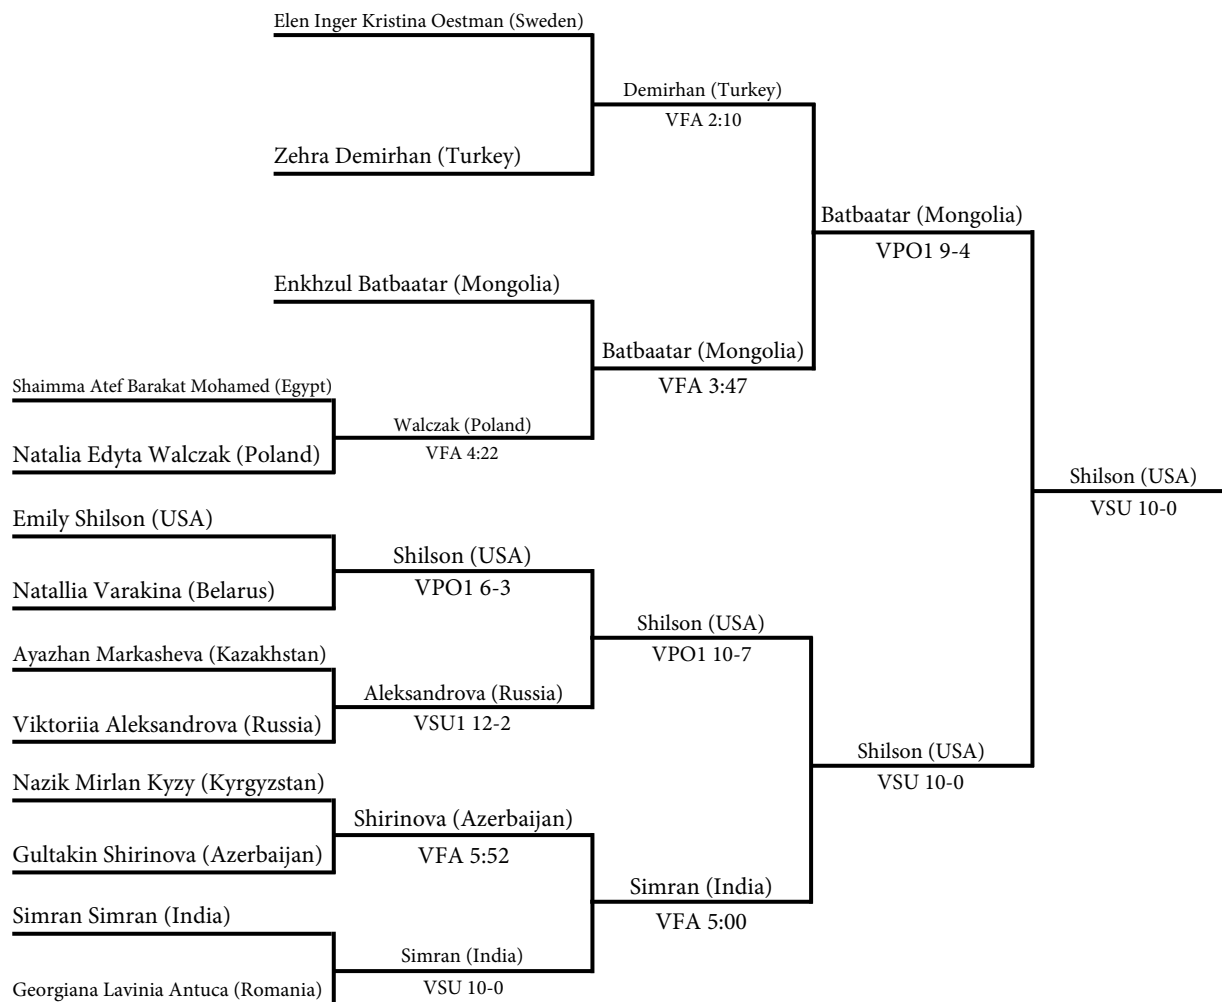 Elen Inger Kristina Oestman (Sweden)
Demirhan (Turkey)
VFA 2:10
Zehra Demirhan (Turkey)
Batbaatar (Mongolia)
VPO1 9-4
Enkhzul Batbaatar (Mongolia)
Batbaatar (Mongolia)
VFA 3:47
Shaimma Atef Barakat Mohamed (Egypt)
Walczak (Poland)
VFA 4:22
Natalia Edyta Walczak (Poland)
Shilson (USA)
VSU 10-0
Emily Shilson (USA)
Shilson (USA)
VPO1 6-3
Natallia Varakina (Belarus)
Shilson (USA)
VPO1 10-7
Ayazhan Markasheva (Kazakhstan)
Aleksandrova (Russia)
VSU1 12-2
Viktoriia Aleksandrova (Russia)
Shilson (USA)
VSU 10-0
Nazik Mirlan Kyzy (Kyrgyzstan)
Shirinova (Azerbaijan)
VFA 5:52
Gultakin Shirinova (Azerbaijan)
Simran (India)
VFA 5:00
Simran Simran (India)
Simran (India)
VSU 10-0
Georgiana Lavinia Antuca (Romania)